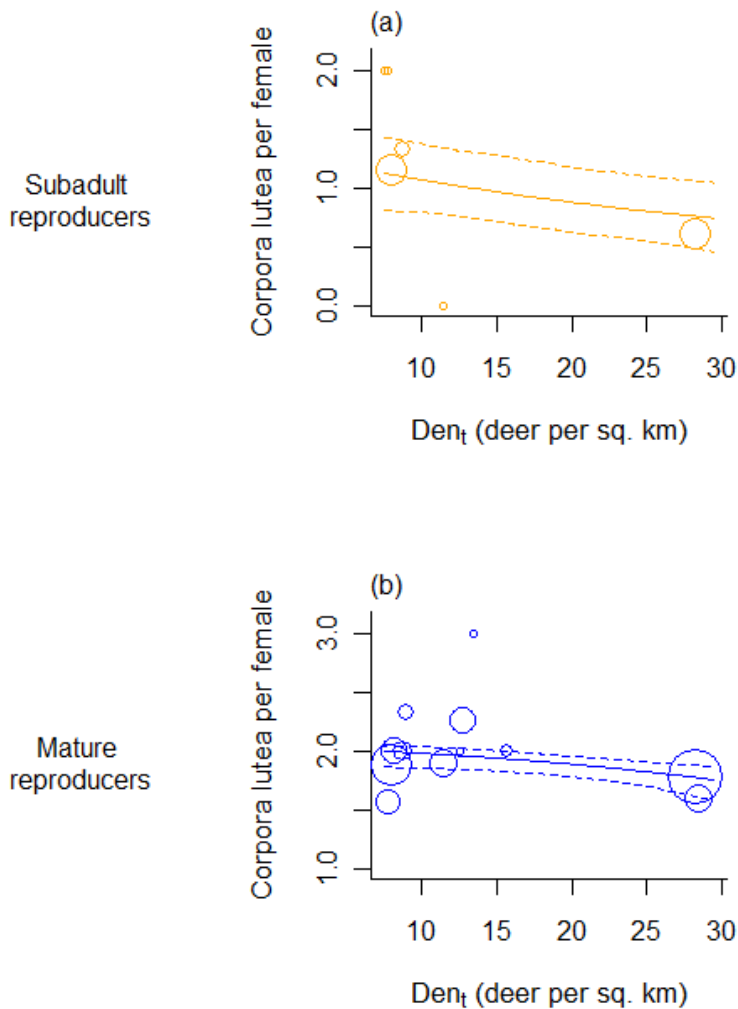 (a)
Subadult
reproducers
Corpora lutea per female
2.0
1.0
0.0
10 15 20 25 30
Denₜ (deer per sq. km)
(b)
Mature
reproducers
Corpora lutea per female
3.0
2.0
1.0
10 15 20 25 30
Denₜ (deer per sq. km)